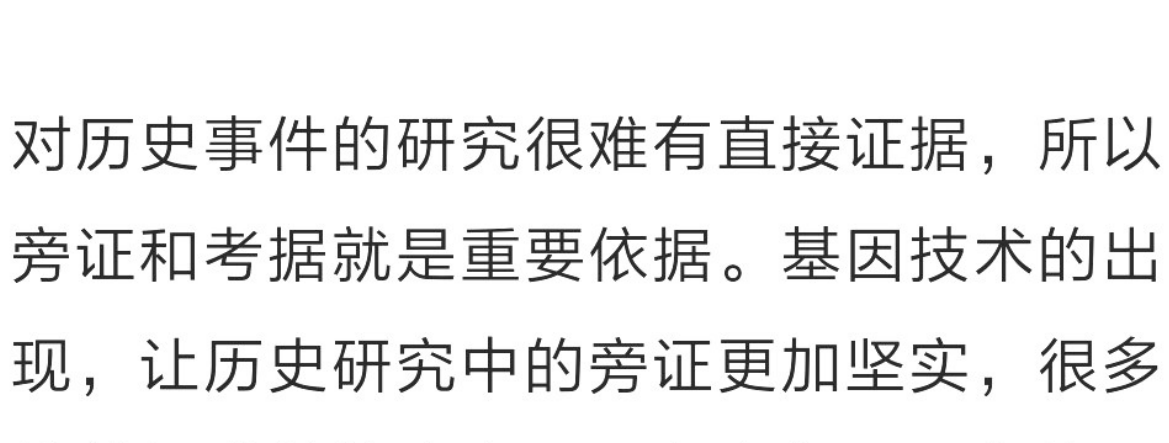 对历史事件的研究很难有直接证据，所以
旁证和考据就是重要依据。基因技术的出
现，让历史研究中的旁证更加坚实，很多